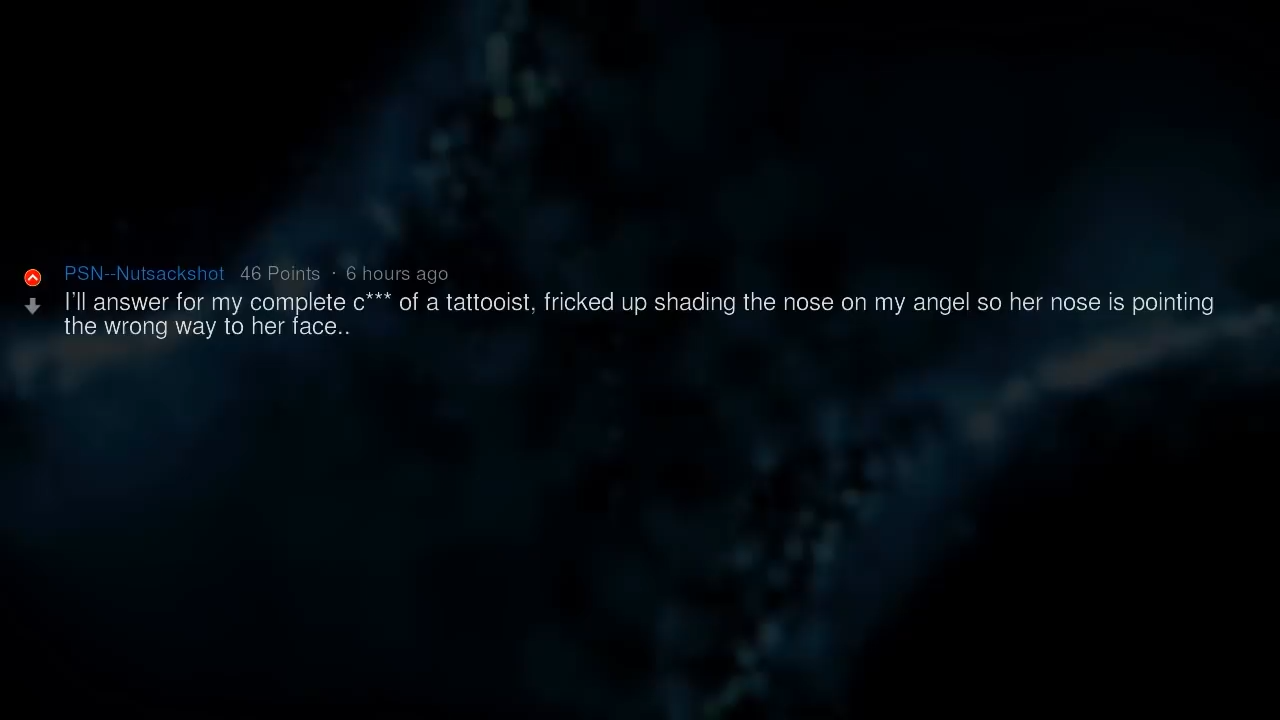 PSN--Nutsackshot 46 Points · 6 hours ago
I'll answer for my complete c*** of a tattooist, fricked up shading the nose on my angel so her nose is pointing
the wrong way to her face..